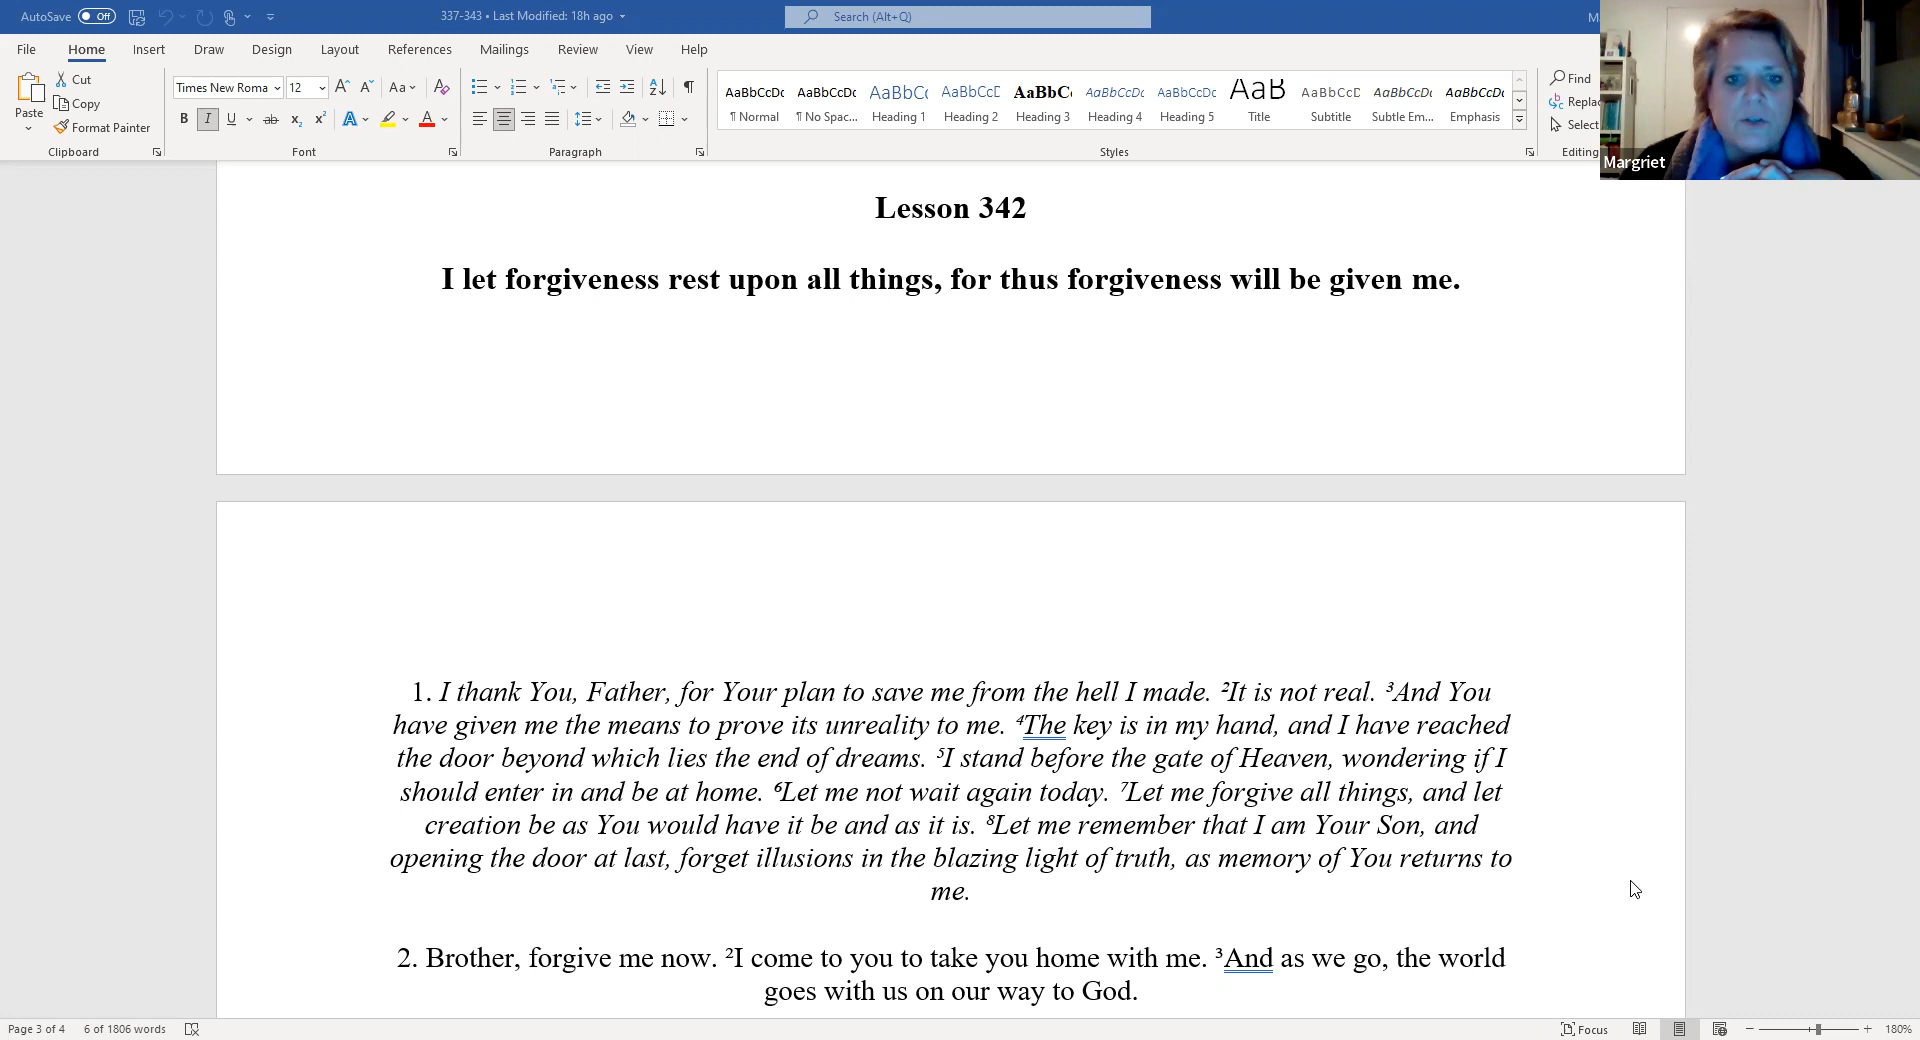 AutoSave Off 337-343 • Last Modified: 18h ago Search (Alt+Q) M
File Home Insert Draw Design Layout References Mailings Review View Help
Paste Cut Copy Format Painter
Clipboard
Times New Roma 12 Aa
B I U ab x₂ x² A A
Font
Paragraph
AaBbCcDc AaBbCcDc AaBbC( AaBbCcD AaBbC( AaBbCcDc AaBbCcDc AaB AaBbCcD AaBbCcDc AaBbCcDc
¶ Normal ¶ No Spac... Heading 1 Heading 2 Heading 3 Heading 4 Heading 5 Title Subtitle Subtle Em... Emphasis
Styles
Find
Replac
Select
Editing
Margriet
Lesson 342
I let forgiveness rest upon all things, for thus forgiveness will be given me.
1. I thank You, Father, for Your plan to save me from the hell I made. ²It is not real. ³And You
have given me the means to prove its unreality to me. ⁴The key is in my hand, and I have reached
the door beyond which lies the end of dreams. ⁵I stand before the gate of Heaven, wondering if I
should enter in and be at home. ⁶Let me not wait again today. ⁷Let me forgive all things, and let
creation be as You would have it be and as it is. ⁸Let me remember that I am Your Son, and
opening the door at last, forget illusions in the blazing light of truth, as memory of You returns to
me.
2. Brother, forgive me now. ²I come to you to take you home with me. ³And as we go, the world
goes with us on our way to God.
Page 3 of 4 6 of 1806 words Focus 180%